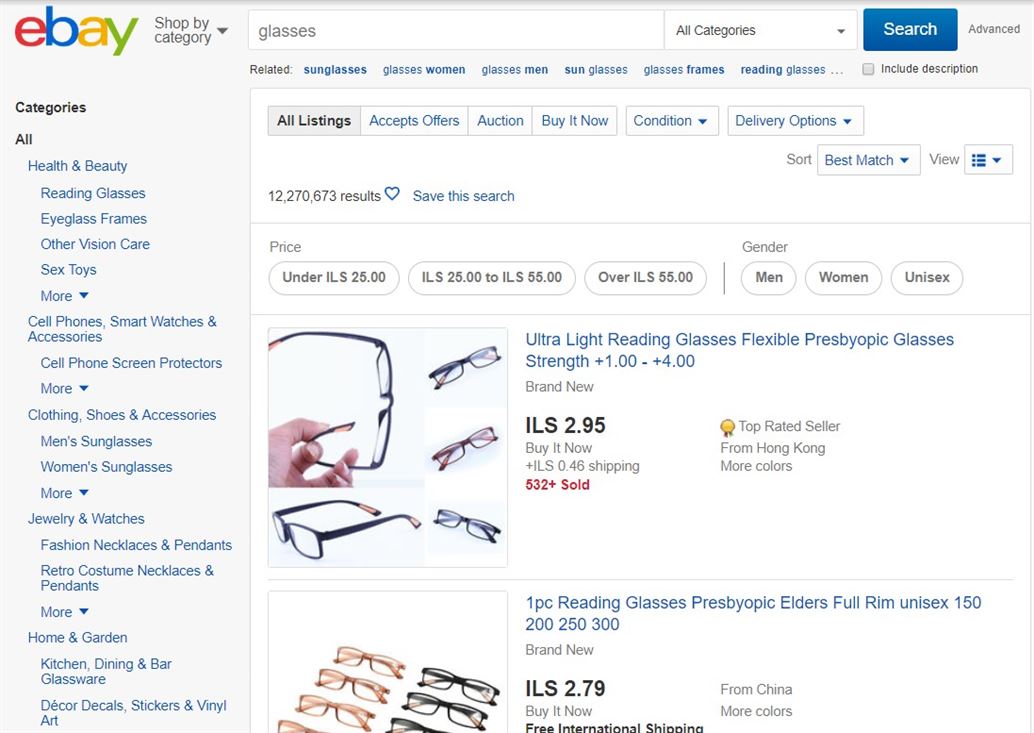 ebay
Shop by
category
glasses
All Categories
Search
Advanced
Related: sunglasses glasses women glasses men sun glasses glasses frames reading glasses ...
Include description
Categories
All
Health & Beauty
Reading Glasses
Eyeglass Frames
Other Vision Care
Sex Toys
More
Cell Phones, Smart Watches &
Accessories
Cell Phone Screen Protectors
More
Clothing, Shoes & Accessories
Men's Sunglasses
Women's Sunglasses
More
Jewelry & Watches
Fashion Necklaces & Pendants
Retro Costume Necklaces &
Pendants
More
Home & Garden
Kitchen, Dining & Bar
Glassware
Décor Decals, Stickers & Vinyl
Art
All Listings Accepts Offers Auction Buy It Now Condition Delivery Options
Sort Best Match View
12,270,673 results Save this search
Price
Under ILS 25.00 ILS 25.00 to ILS 55.00 Over ILS 55.00
Gender
Men Women Unisex
Ultra Light Reading Glasses Flexible Presbyopic Glasses
Strength +1.00 - +4.00
Brand New
ILS 2.95
Buy It Now
+ILS 0.46 shipping
532+ Sold
Top Rated Seller
From Hong Kong
More colors
1pc Reading Glasses Presbyopic Elders Full Rim unisex 150
200 250 300
Brand New
ILS 2.79
Buy It Now
Free International Shipping
From China
More colors